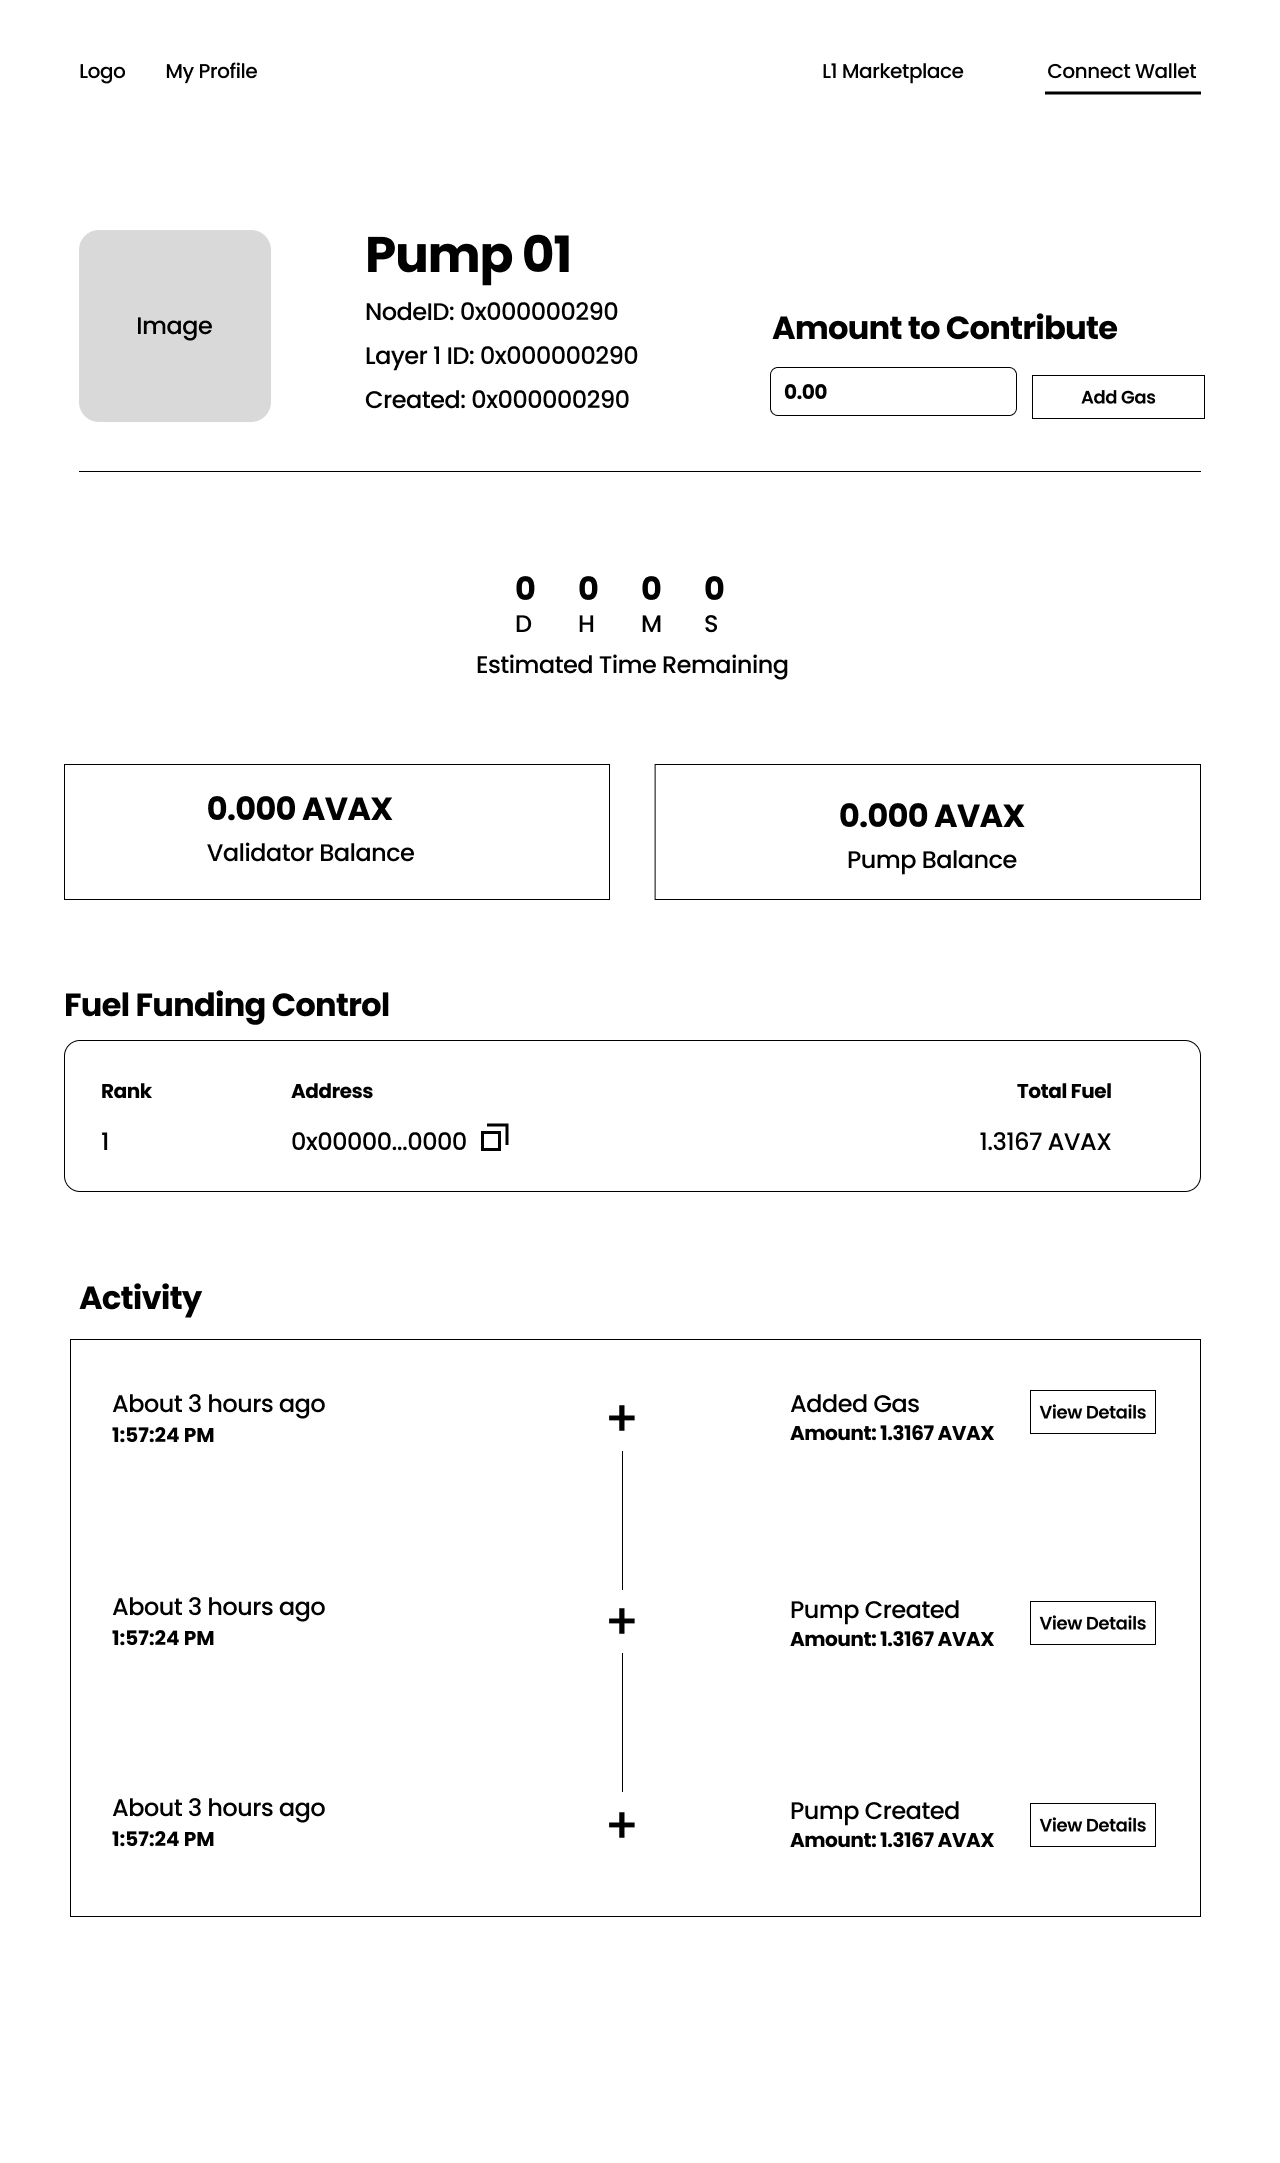 Logo My Profile L1 Marketplace Connect Wallet
Image
Pump 01
NodeID: 0x000000290
Layer 1 ID: 0x000000290
Created: 0x000000290
Amount to Contribute
0.00 Add Gas
0 0 0 0
D H M S
Estimated Time Remaining
0.000 AVAX
Validator Balance
0.000 AVAX
Pump Balance
Fuel Funding Control
Rank Address Total Fuel
1 0x00000...0000 1.3167 AVAX
Activity
About 3 hours ago
1:57:24 PM
Added Gas
Amount: 1.3167 AVAX
View Details
About 3 hours ago
1:57:24 PM
Pump Created
Amount: 1.3167 AVAX
View Details
About 3 hours ago
1:57:24 PM
Pump Created
Amount: 1.3167 AVAX
View Details